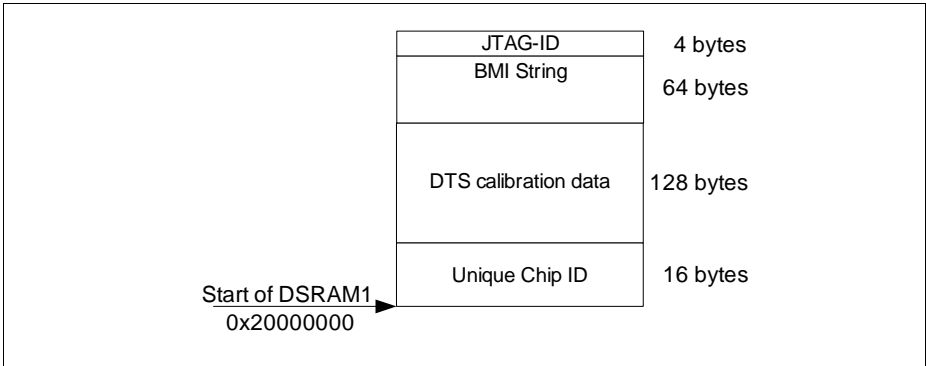 JTAG-ID 4 bytes
BMI String
64 bytes
DTS calibration data 128 bytes
Unique Chip ID 16 bytes
Start of DSRAM1
0x20000000